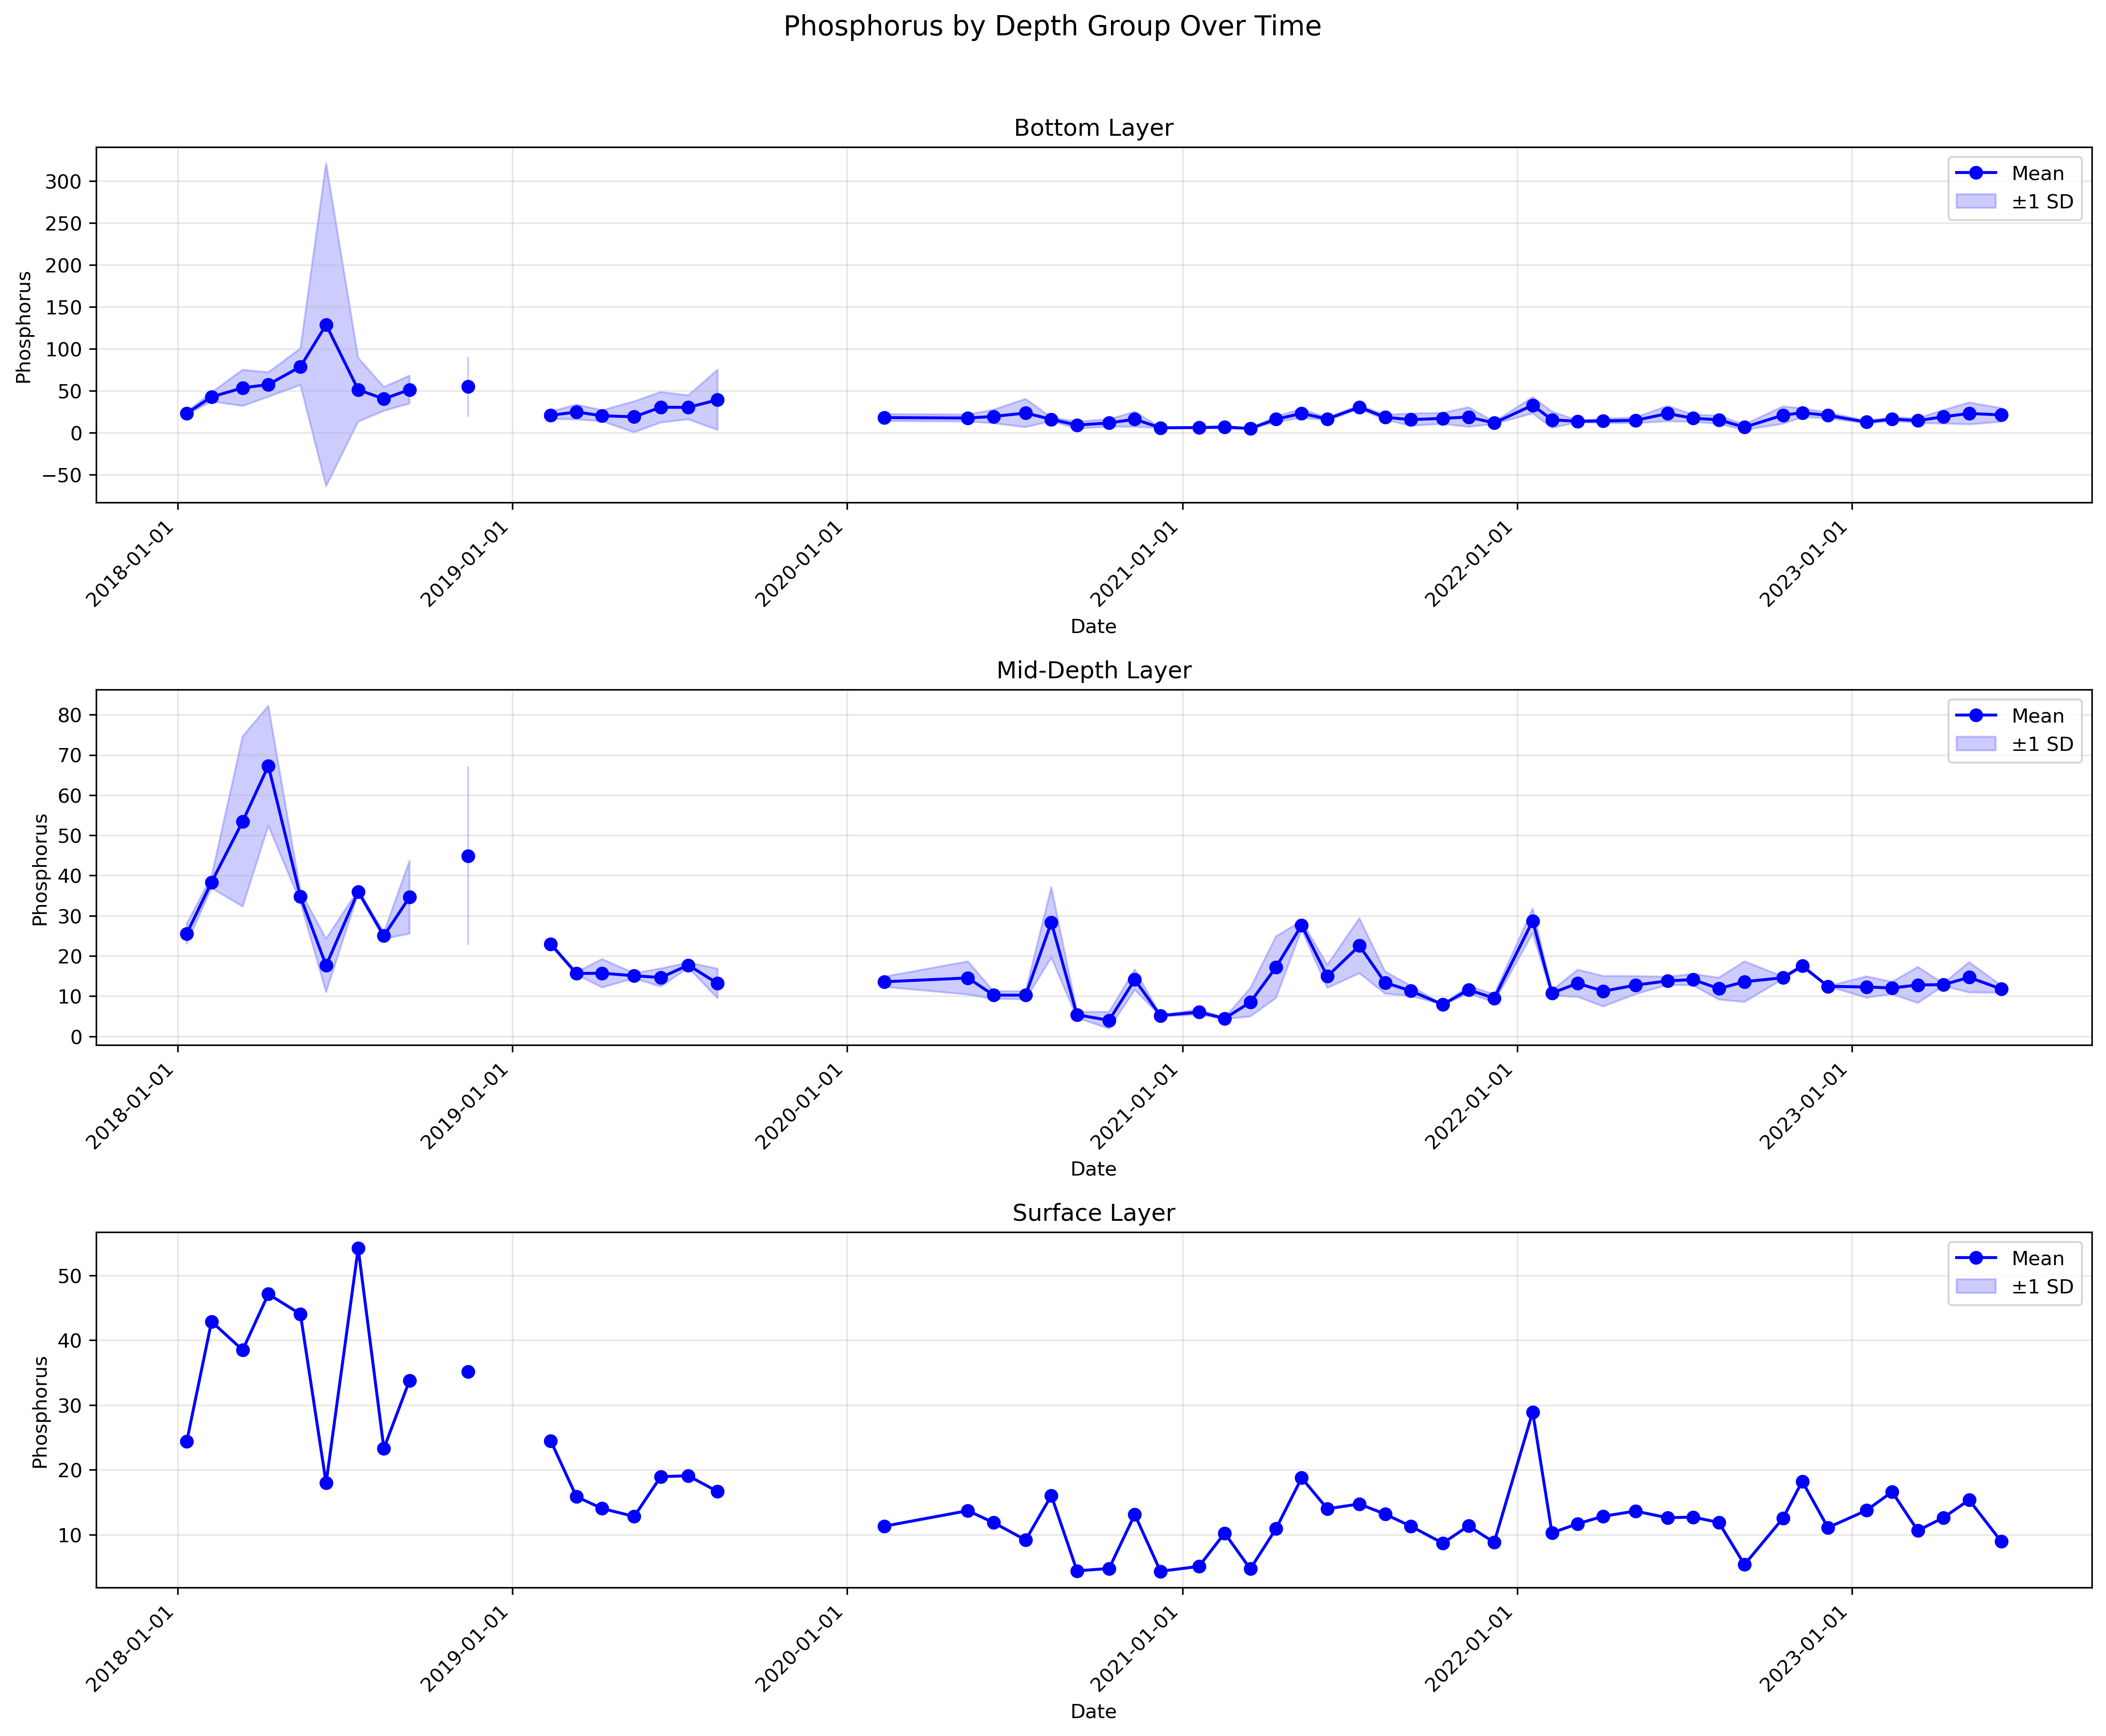 Phosphorus by Depth Group Over Time
Bottom Layer
Phosphorus
300
250
200
150
100
50
0
−50
Mean
±1 SD
2018-01-01
2019-01-01
2020-01-01
2021-01-01
2022-01-01
2023-01-01
Date
Mid-Depth Layer
Phosphorus
80
70
60
50
40
30
20
10
0
Mean
±1 SD
2018-01-01
2019-01-01
2020-01-01
2021-01-01
2022-01-01
2023-01-01
Date
Surface Layer
Phosphorus
50
40
30
20
10
Mean
±1 SD
2018-01-01
2019-01-01
2020-01-01
2021-01-01
2022-01-01
2023-01-01
Date